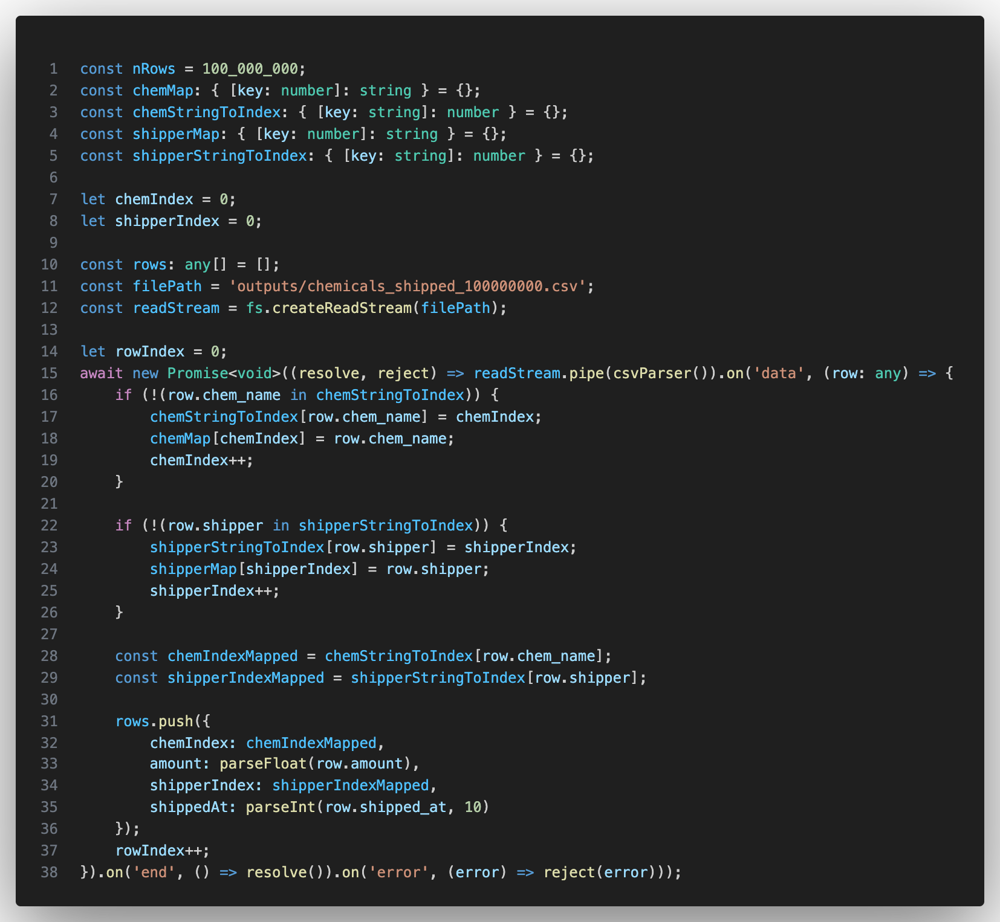 1 const nRows = 100_000_000;
2 const chemMap: { [key: number]: string } = {};
3 const chemStringToIndex: { [key: string]: number } = {};
4 const shipperMap: { [key: number]: string } = {};
5 const shipperStringToIndex: { [key: string]: number } = {};
6
7 let chemIndex = 0;
8 let shipperIndex = 0;
9
10 const rows: any[] = [];
11 const filePath = 'outputs/chemicals_shipped_100000000.csv';
12 const readStream = fs.createReadStream(filePath);
13
14 let rowIndex = 0;
15 await new Promise<void>((resolve, reject) => readStream.pipe(csvParser()).on('data', (row: any) => {
16     if (!(row.chem_name in chemStringToIndex)) {
17         chemStringToIndex[row.chem_name] = chemIndex;
18         chemMap[chemIndex] = row.chem_name;
19         chemIndex++;
20     }
21
22     if (!(row.shipper in shipperStringToIndex)) {
23         shipperStringToIndex[row.shipper] = shipperIndex;
24         shipperMap[shipperIndex] = row.shipper;
25         shipperIndex++;
26     }
27
28     const chemIndexMapped = chemStringToIndex[row.chem_name];
29     const shipperIndexMapped = shipperStringToIndex[row.shipper];
30
31     rows.push({
32         chemIndex: chemIndexMapped,
33         amount: parseFloat(row.amount),
34         shipperIndex: shipperIndexMapped,
35         shippedAt: parseInt(row.shipped_at, 10)
36     });
37     rowIndex++;
38 }).on('end', () => resolve()).on('error', (error) => reject(error)));